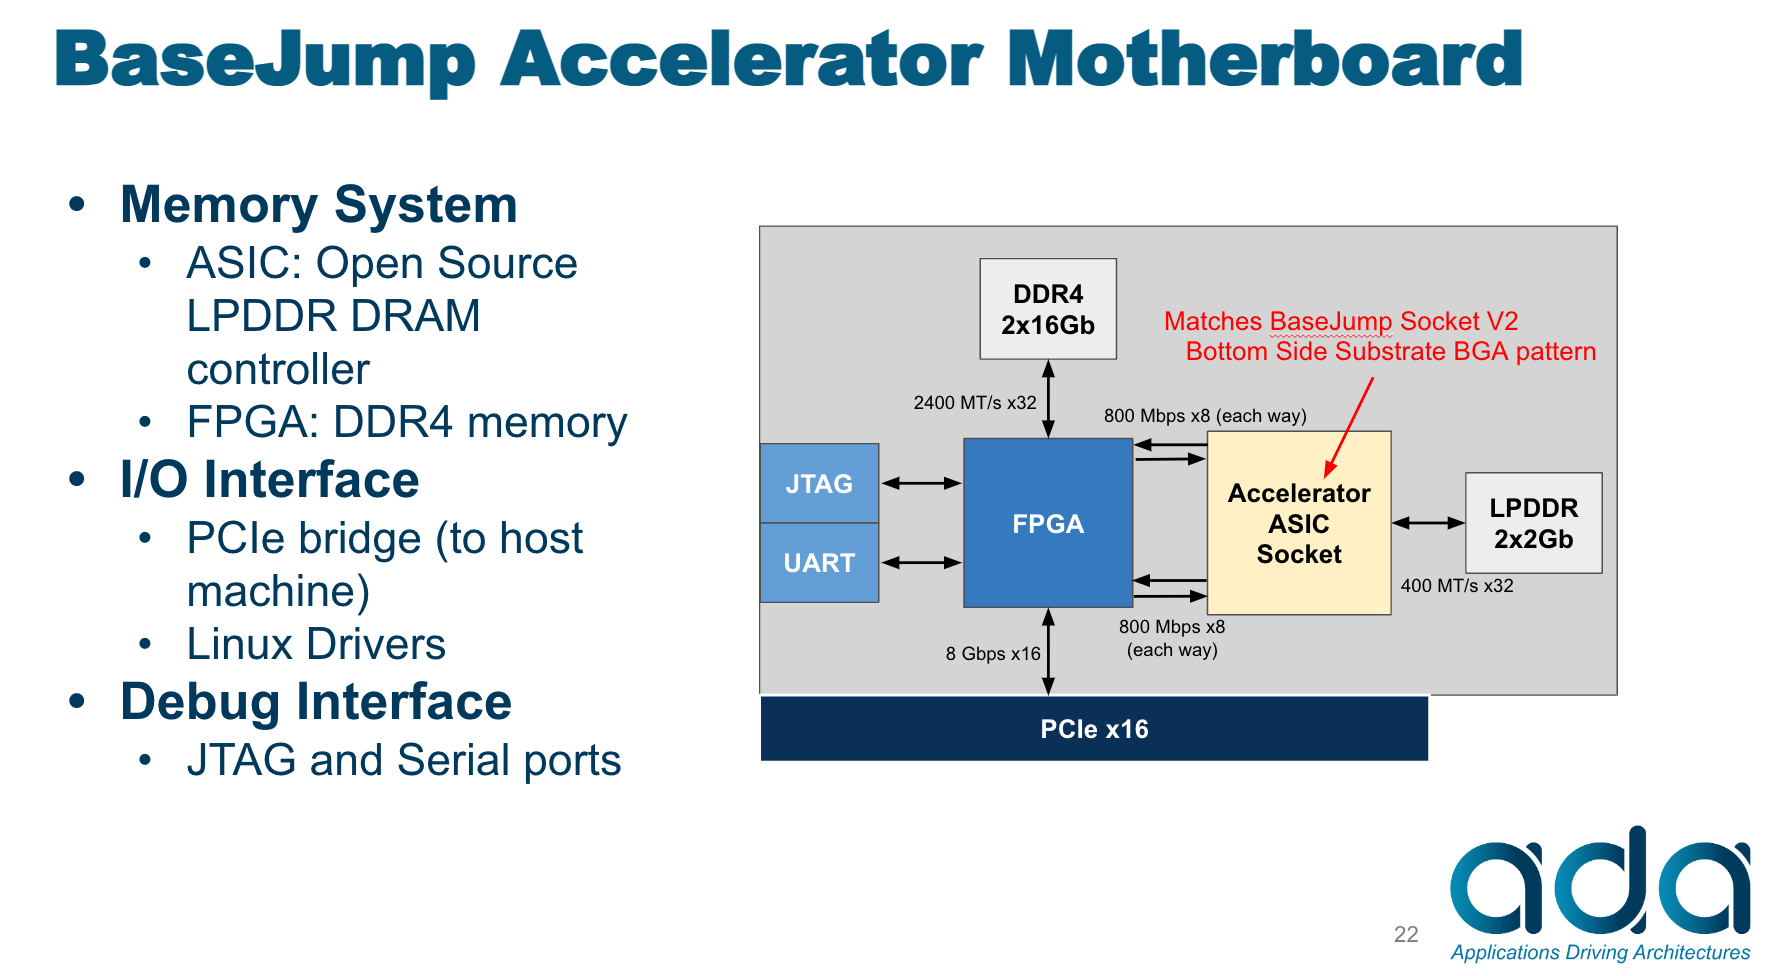 BaseJump Accelerator Motherboard
• Memory System
• ASIC: Open Source
LPDDR DRAM
controller
• FPGA: DDR4 memory
• I/O Interface
• PCIe bridge (to host
machine)
• Linux Drivers
• Debug Interface
• JTAG and Serial ports
DDR4
2x16Gb
Matches BaseJump Socket V2
Bottom Side Substrate BGA pattern
2400 MT/s x32
800 Mbps x8 (each way)
JTAG
UART
FPGA
Accelerator
ASIC
Socket
LPDDR
2x2Gb
400 MT/s x32
800 Mbps x8
(each way)
8 Gbps x16
PCIe x16
22
ada
Applications Driving Architectures